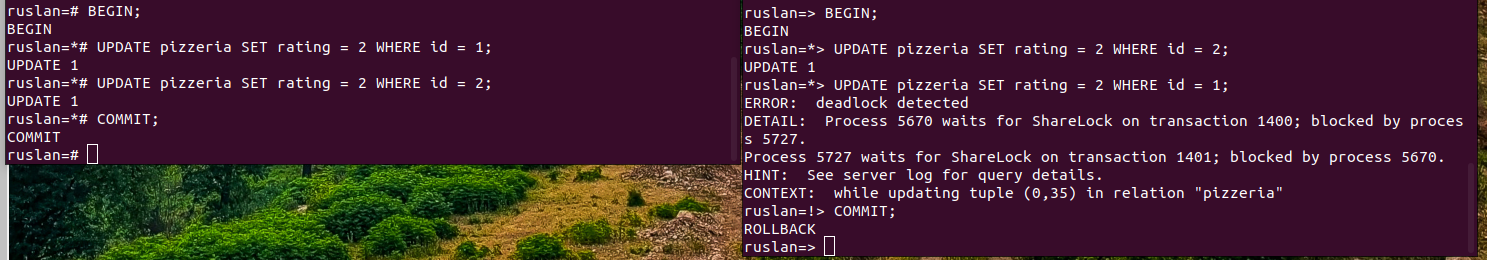 ruslan=# BEGIN;
BEGIN
ruslan=*# UPDATE pizzeria SET rating = 2 WHERE id = 1;
UPDATE 1
ruslan=*# UPDATE pizzeria SET rating = 2 WHERE id = 2;
UPDATE 1
ruslan=*# COMMIT;
COMMIT
ruslan=#
ruslan=> BEGIN;
BEGIN
ruslan=*> UPDATE pizzeria SET rating = 2 WHERE id = 2;
UPDATE 1
ruslan=*> UPDATE pizzeria SET rating = 2 WHERE id = 1;
ERROR:  deadlock detected
DETAIL:  Process 5670 waits for ShareLock on transaction 1400; blocked by proces
s 5727.
Process 5727 waits for ShareLock on transaction 1401; blocked by process 5670.
HINT:  See server log for query details.
CONTEXT:  while updating tuple (0,35) in relation "pizzeria"
ruslan=!> COMMIT;
ROLLBACK
ruslan=>